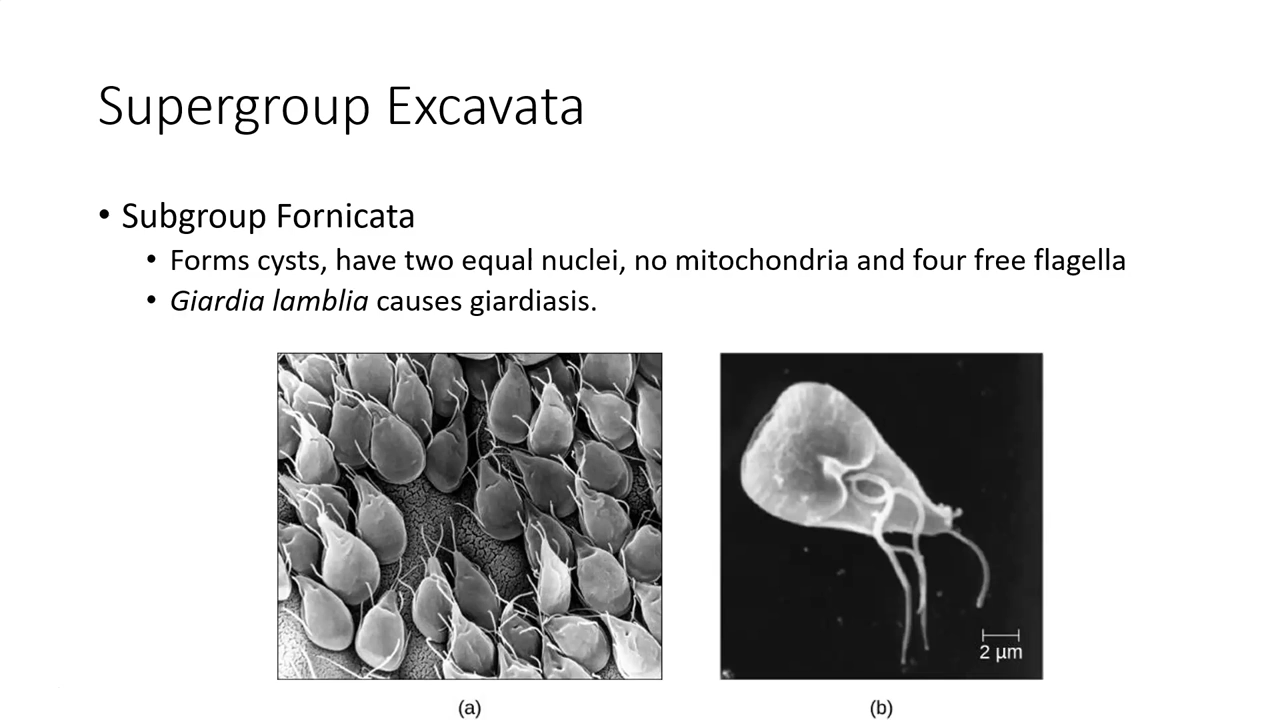 Supergroup Excavata
• Subgroup Fornicata
• Forms cysts, have two equal nuclei, no mitochondria and four free flagella
• Giardia lamblia causes giardiasis.
2 µm
(a)
(b)